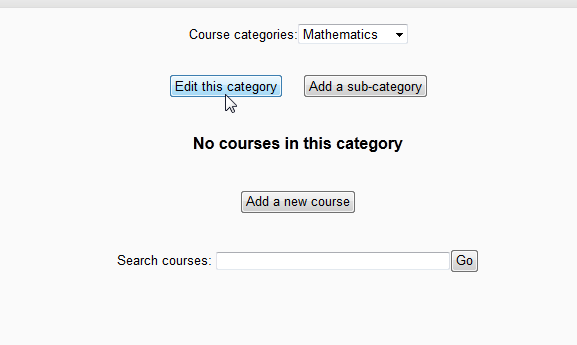 Course categories: Mathematics
Edit this category Add a sub-category
No courses in this category
Add a new course
Search courses: Go